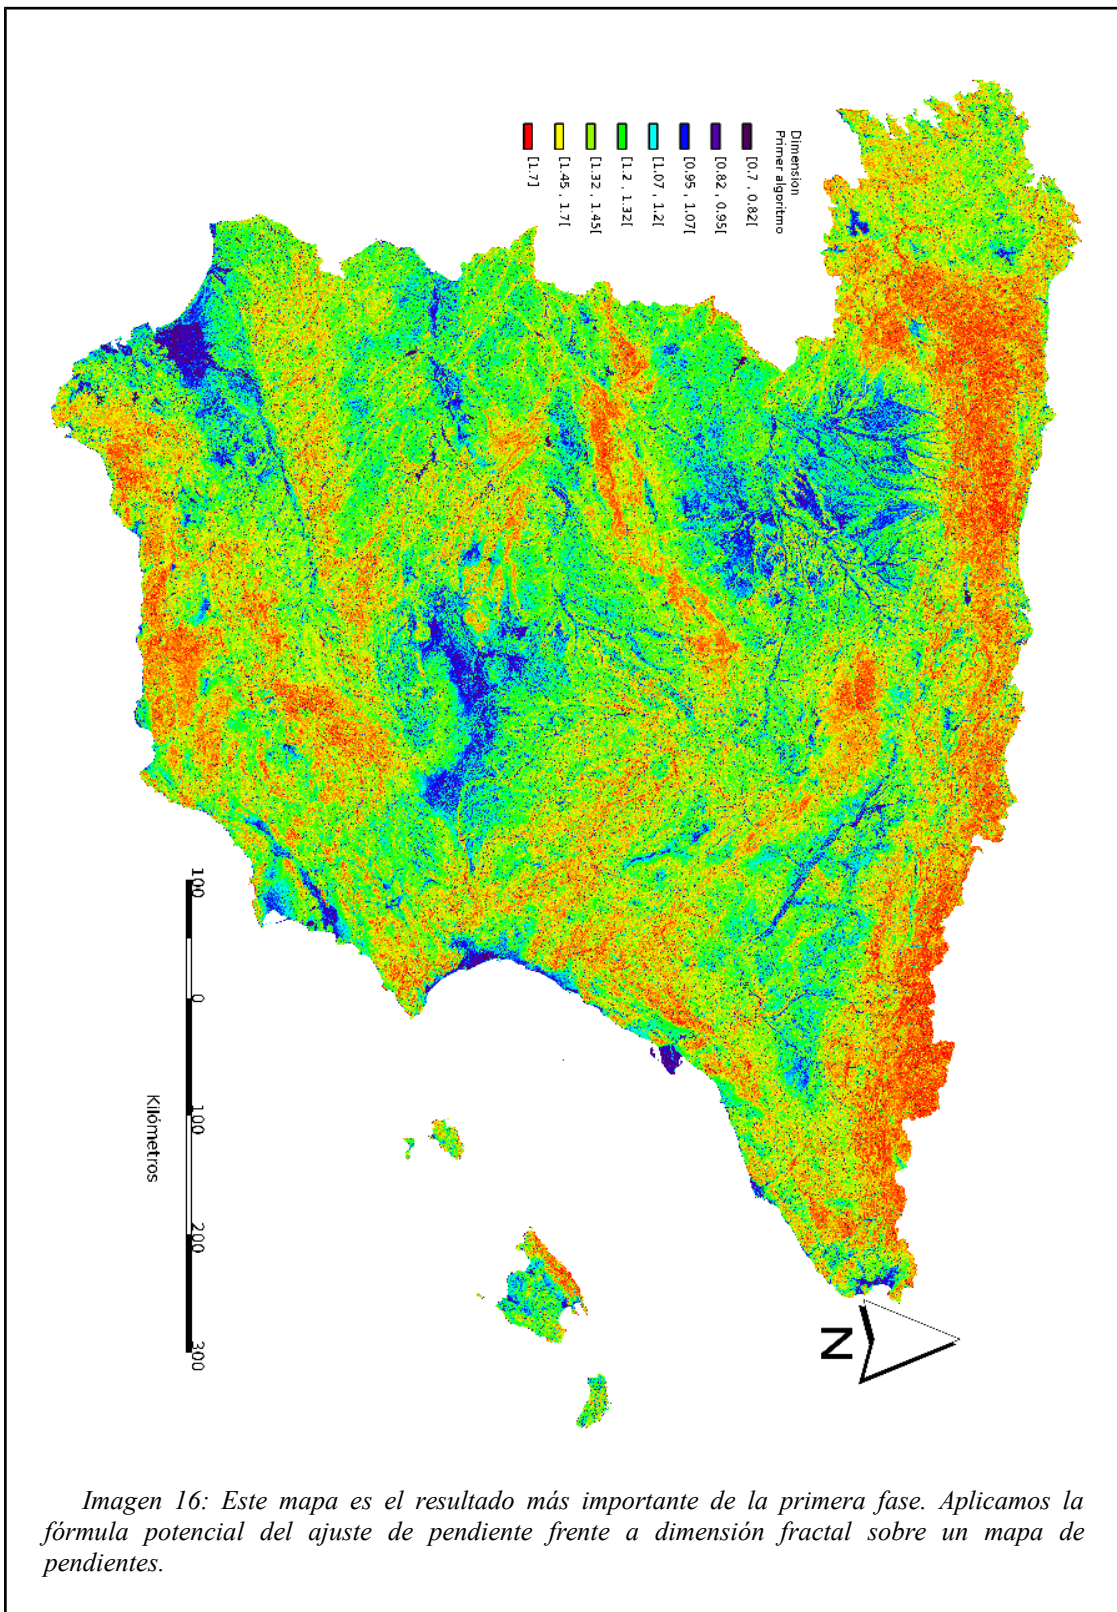 Dimension
Primer algoritmo
[0.7 , 0.82[
[0.82 , 0.95[
[0.95 , 1.07[
[1.07 , 1.2[
[1.2 , 1.32[
[1.32 , 1.45[
[1.45 , 1.7[
[1.7]
100 0 100 200 300
Kilómetros
N
Imagen 16: Este mapa es el resultado más importante de la primera fase. Aplicamos la
fórmula potencial del ajuste de pendiente frente a dimensión fractal sobre un mapa de
pendientes.